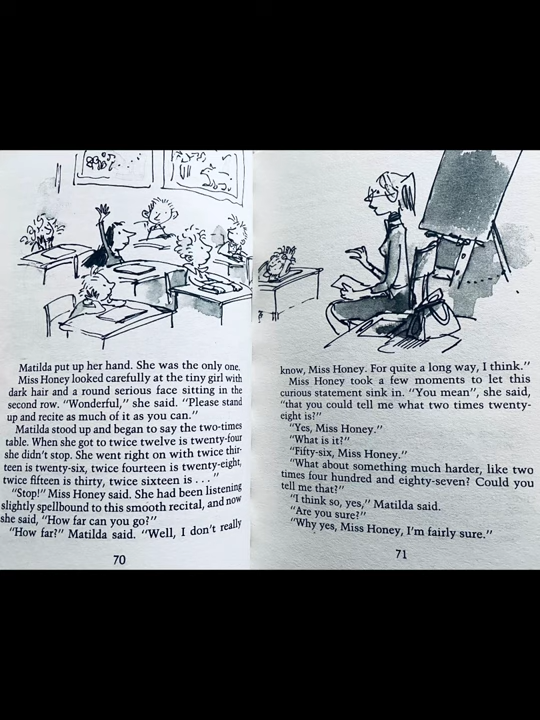 Matilda put up her hand. She was the only one.
Miss Honey looked carefully at the tiny girl with
dark hair and a round serious face sitting in the
second row. “Wonderful,” she said. “Please stand
up and recite as much of it as you can.”
Matilda stood up and began to say the two-times
table. When she got to twice twelve is twenty-four
she didn't stop. She went right on with twice thir-
teen is twenty-six, twice fourteen is twenty-eight,
twice fifteen is thirty, twice sixteen is . . .”
“Stop!” Miss Honey said. She had been listening
slightly spellbound to this smooth recital, and now
she said, “How far can you go?”
“How far?” Matilda said. “Well, I don't really
70
know, Miss Honey. For quite a long way, I think.”
Miss Honey took a few moments to let this
curious statement sink in. “You mean”, she said,
“that you could tell me what two times twenty-
eight is?”
“Yes, Miss Honey.”
“What is it?”
“Fifty-six, Miss Honey.”
“What about something much harder, like two
times four hundred and eighty-seven? Could you
tell me that?”
“I think so, yes,” Matilda said.
“Are you sure?”
“Why yes, Miss Honey, I'm fairly sure.”
71